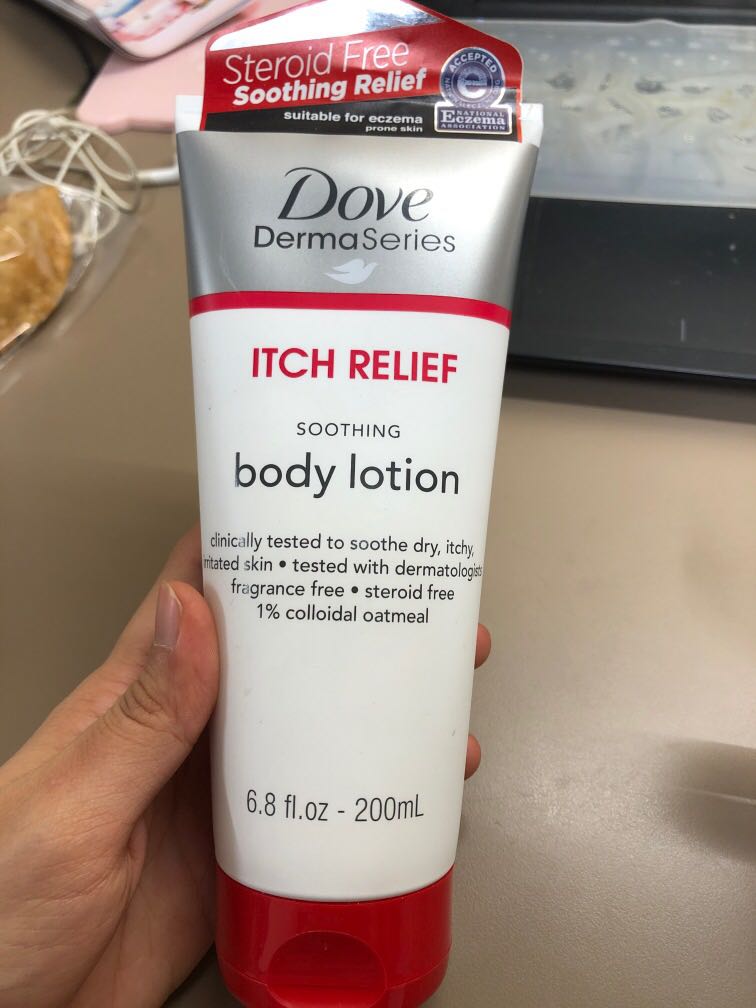 Steroid Free
Soothing Relief
suitable for eczema
prone skin
ACCEPTED
NATIONAL
Eczema
ASSOCIATION
Dove
DermaSeries
ITCH RELIEF
SOOTHING
body lotion
clinically tested to soothe dry, itchy,
irritated skin • tested with dermatologists
fragrance free • steroid free
1% colloidal oatmeal
6.8 fl.oz - 200mL